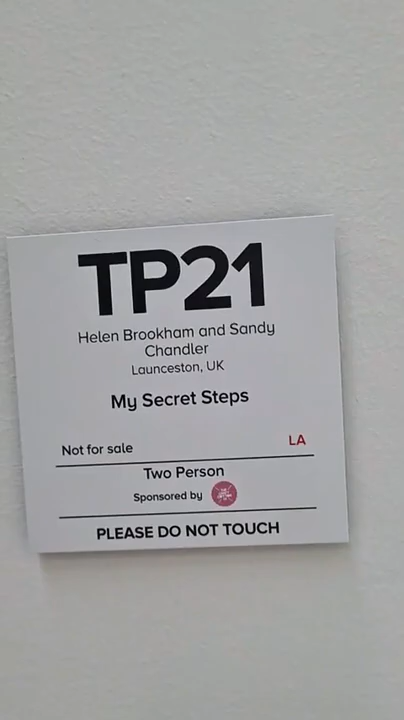 TP21
Helen Brookham and Sandy
Chandler
Launceston, UK
My Secret Steps
Not for sale LA
Two Person
Sponsored by
PLEASE DO NOT TOUCH